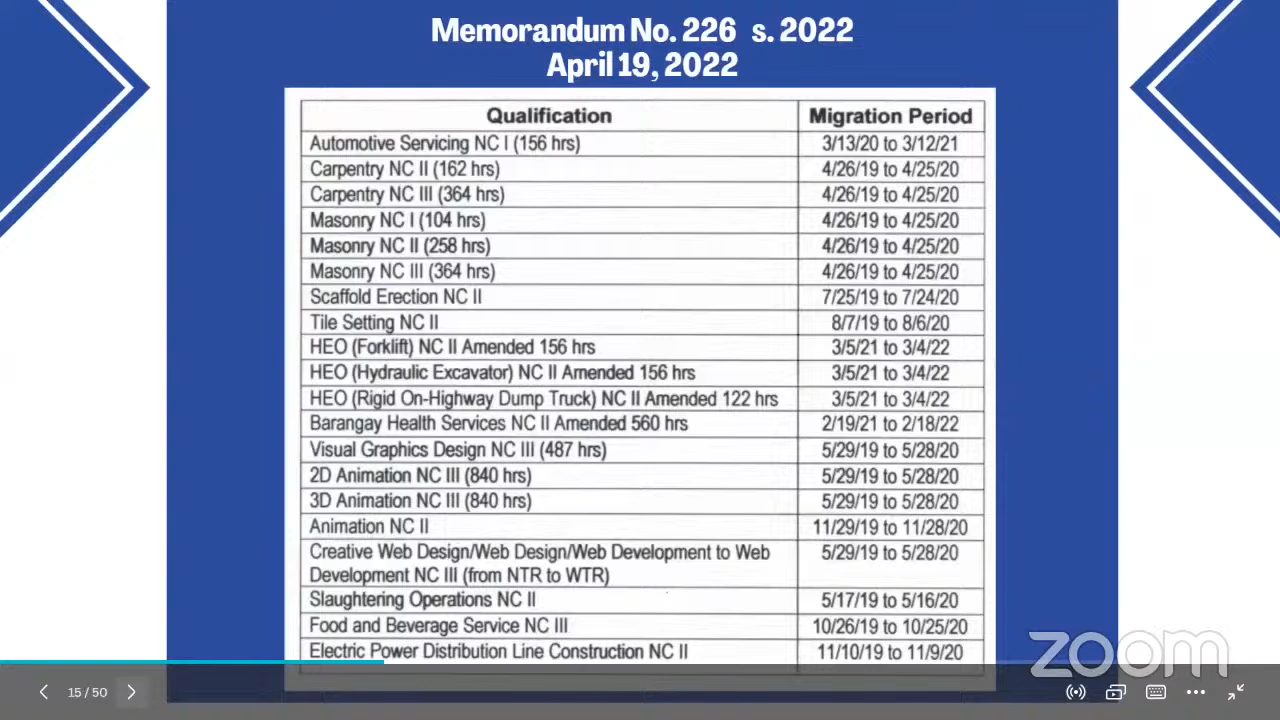 Memorandum No. 226 s. 2022
April 19, 2022
Qualification Migration Period
Automotive Servicing NC I (156 hrs) 3/13/20 to 3/12/21
Carpentry NC II (162 hrs) 4/26/19 to 4/25/20
Carpentry NC III (364 hrs) 4/26/19 to 4/25/20
Masonry NC I (104 hrs) 4/26/19 to 4/25/20
Masonry NC II (258 hrs) 4/26/19 to 4/25/20
Masonry NC III (364 hrs) 4/26/19 to 4/25/20
Scaffold Erection NC II 7/25/19 to 7/24/20
Tile Setting NC II 8/7/19 to 8/6/20
HEO (Forklift) NC II Amended 156 hrs 3/5/21 to 3/4/22
HEO (Hydraulic Excavator) NC II Amended 156 hrs 3/5/21 to 3/4/22
HEO (Rigid On-Highway Dump Truck) NC II Amended 122 hrs 3/5/21 to 3/4/22
Barangay Health Services NC II Amended 560 hrs 2/19/21 to 2/18/22
Visual Graphics Design NC III (487 hrs) 5/29/19 to 5/28/20
2D Animation NC III (840 hrs) 5/29/19 to 5/28/20
3D Animation NC III (840 hrs) 5/29/19 to 5/28/20
Animation NC II 11/29/19 to 11/28/20
Creative Web Design/Web Design/Web Development to Web 5/29/19 to 5/28/20
Development NC III (from NTR to WTR)
Slaughtering Operations NC II 5/17/19 to 5/16/20
Food and Beverage Service NC III 10/26/19 to 10/25/20
Electric Power Distribution Line Construction NC II 11/10/19 to 11/9/20
zoom
15 / 50